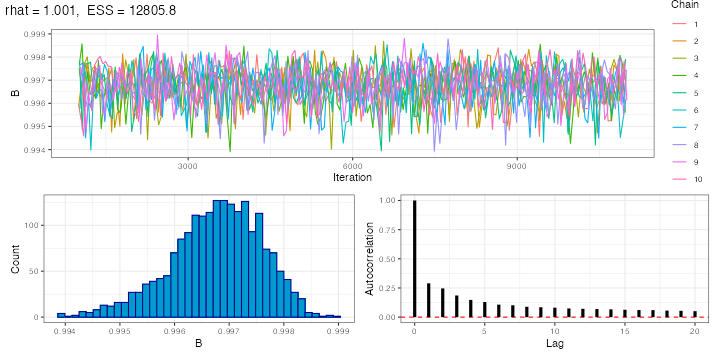 rhat = 1.001, ESS = 12805.8
Chain
1
2
3
4
5
6
7
8
9
10
0.999
0.998
0.997
0.996
0.995
0.994
B
3000 6000 9000
Iteration
100
50
0
Count
0.994 0.995 0.996 0.997 0.998 0.999
B
1.00
0.75
0.50
0.25
0.00
Autocorrelation
0 5 10 15 20
Lag